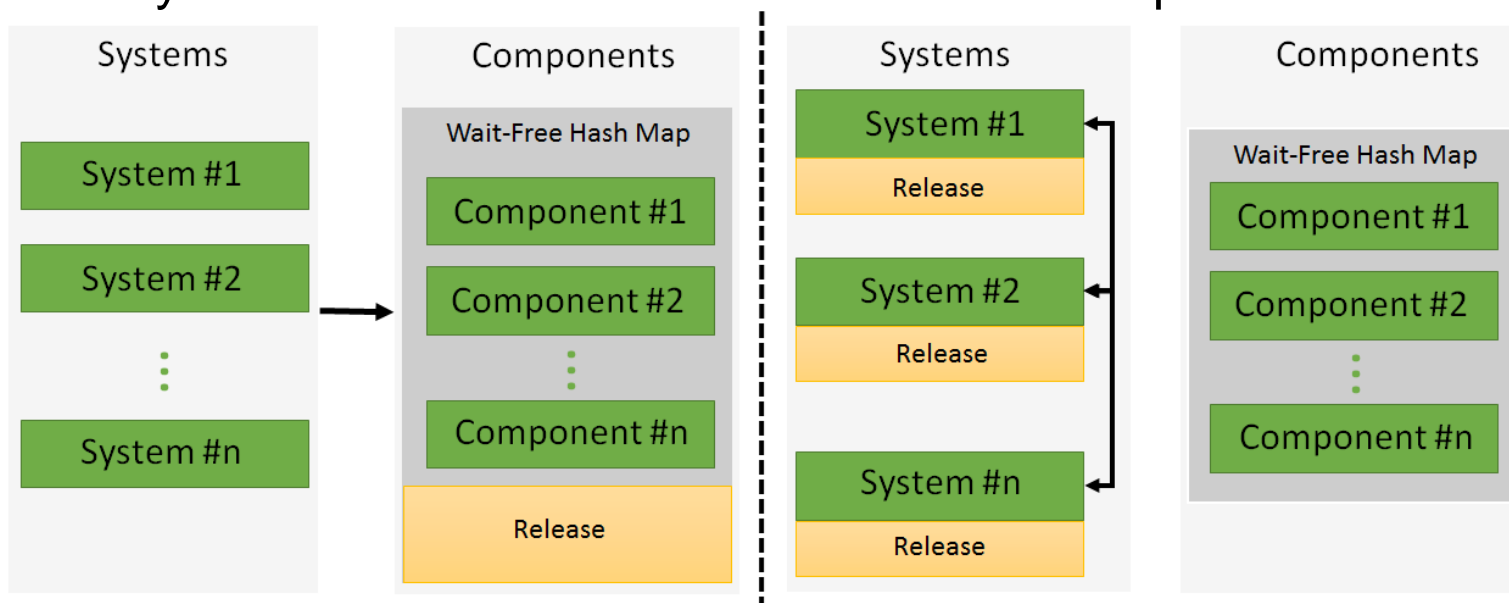 Systems
System #1
System #2
System #n
Components
Wait-Free Hash Map
Component #1
Component #2
Component #n
Release
Systems
System #1
Release
System #2
Release
System #n
Release
Components
Wait-Free Hash Map
Component #1
Component #2
Component #n